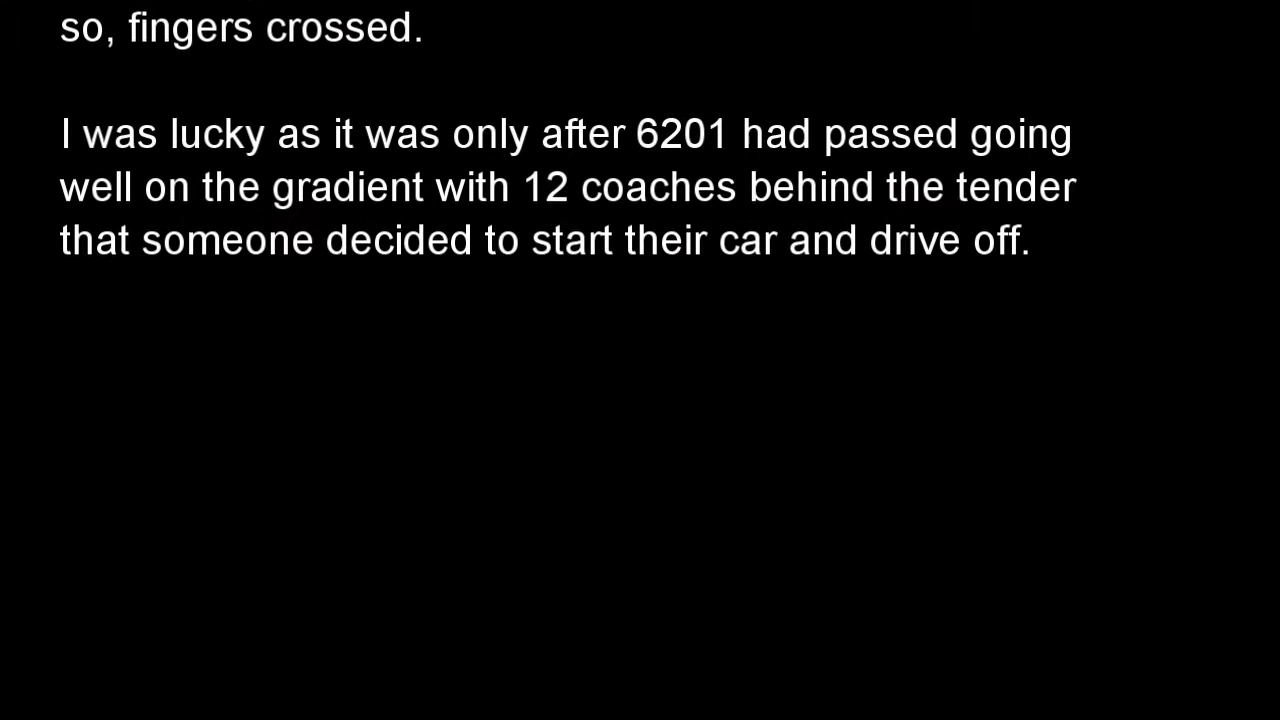 so, fingers crossed.
I was lucky as it was only after 6201 had passed going
well on the gradient with 12 coaches behind the tender
that someone decided to start their car and drive off.